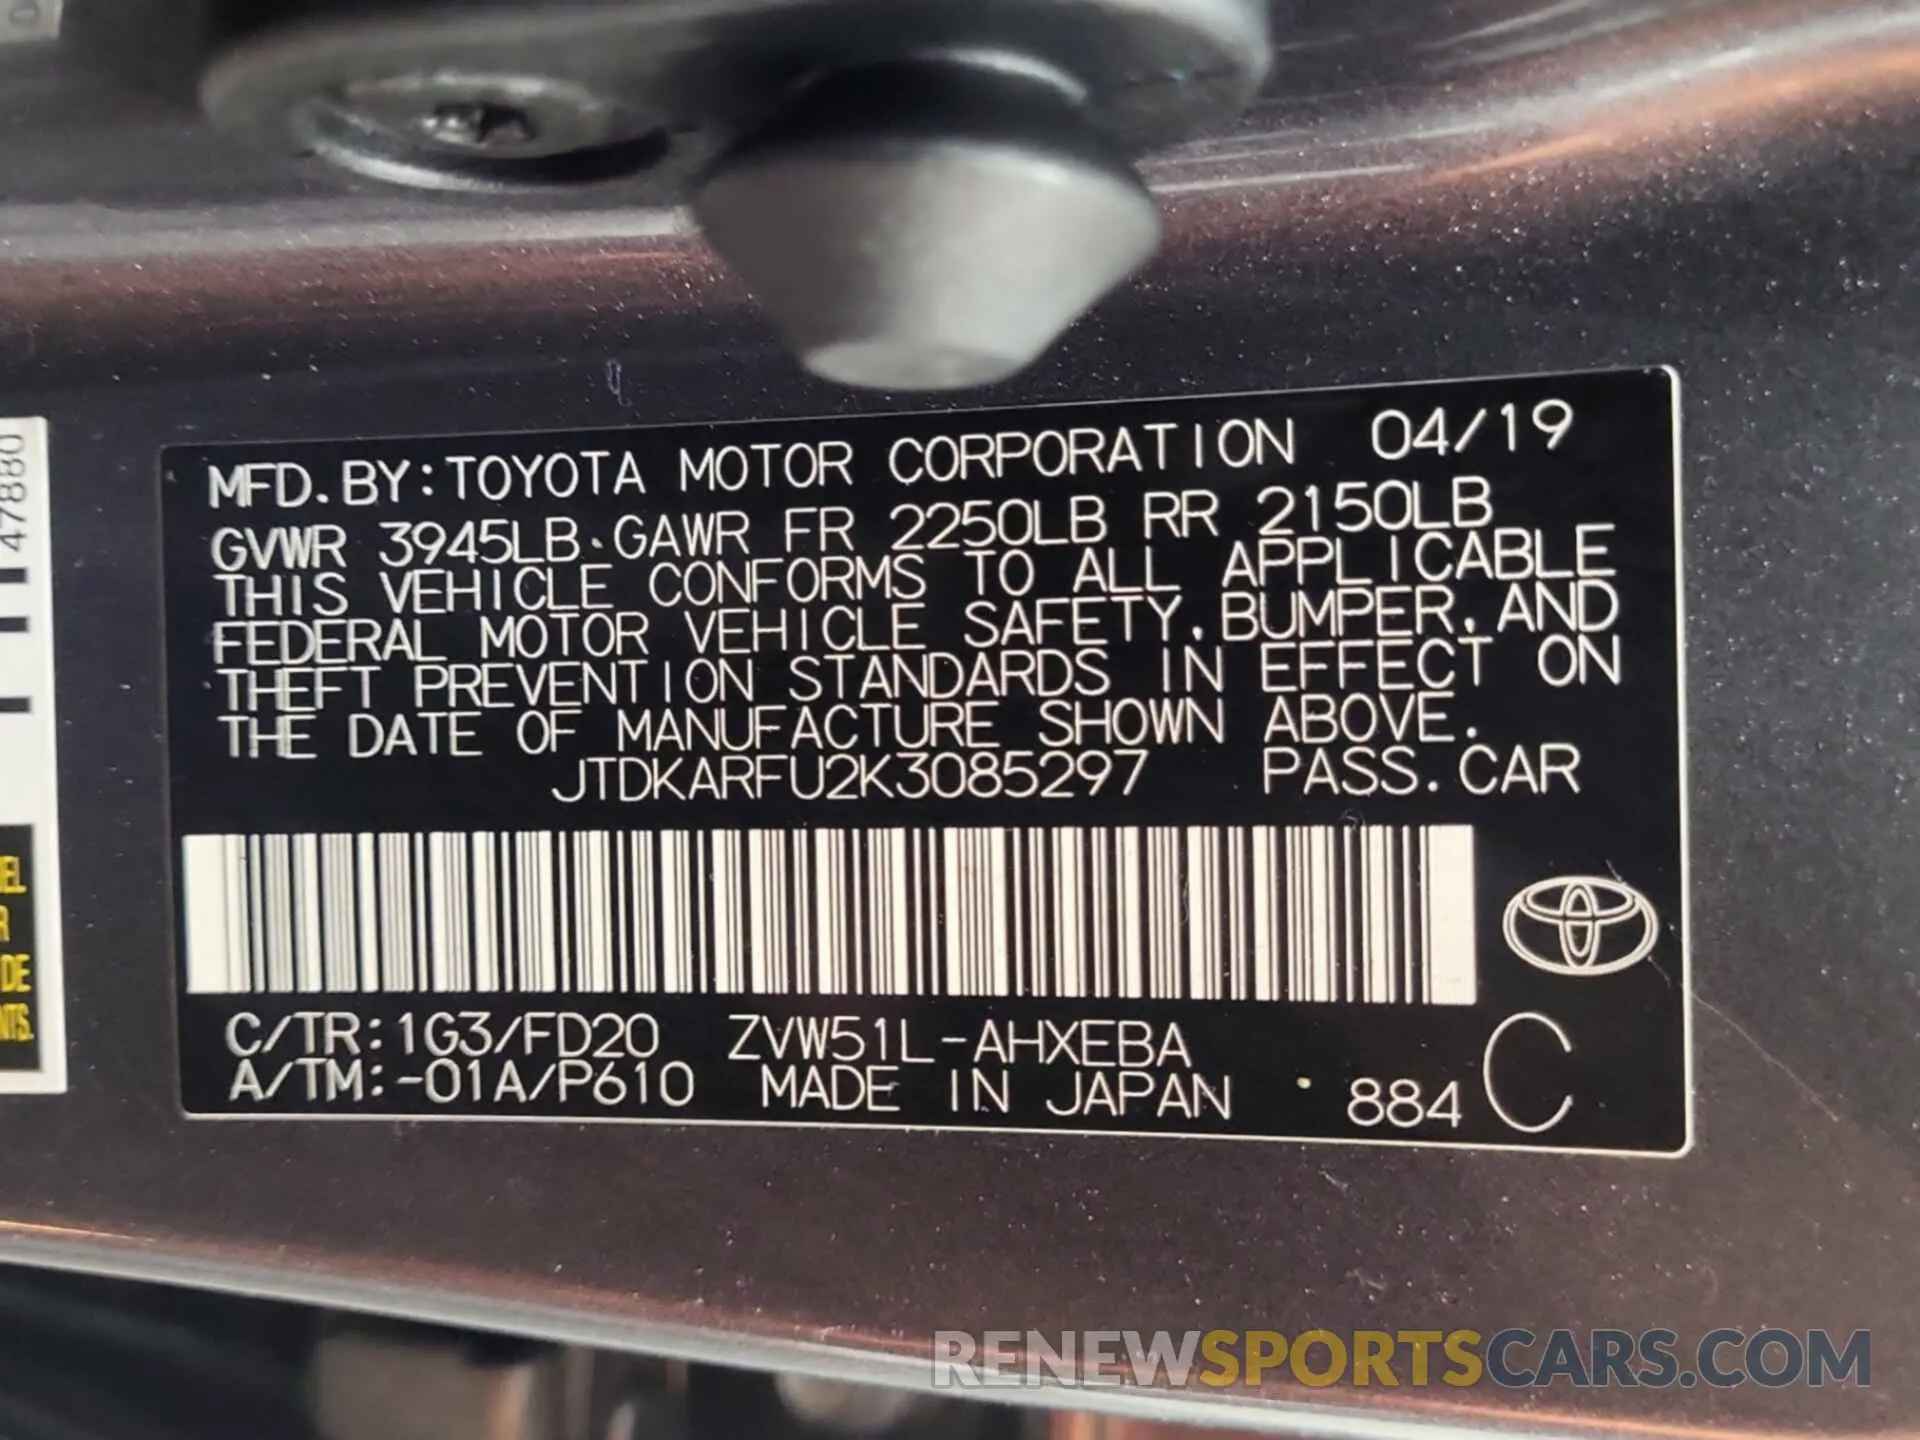 MFD.BY:TOYOTA MOTOR CORPORATION 04/19
GVWR 3945LB GAWR FR 2250LB RR 2150LB
THIS VEHICLE CONFORMS TO ALL APPLICABLE
FEDERAL MOTOR VEHICLE SAFETY, BUMPER, AND
THEFT PREVENTION STANDARDS IN EFFECT ON
THE DATE OF MANUFACTURE SHOWN ABOVE.
JTDKARFU2K3085297 PASS.CAR
C/TR:1G3/FD20 ZVW51L-AHXEBA
A/TM:-01A/P610 MADE IN JAPAN 884 C
47880
DE
RENEWSPORTSCARS.COM